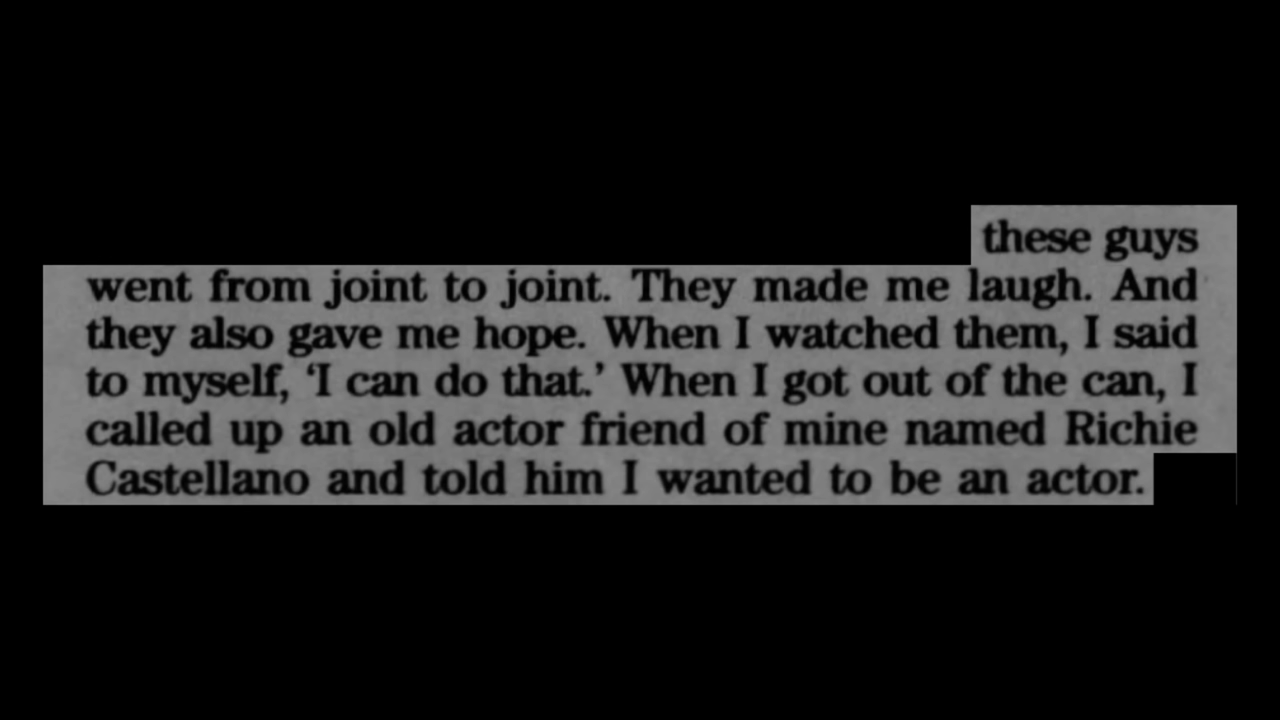 these guys
went from joint to joint. They made me laugh. And
they also gave me hope. When I watched them, I said
to myself, ‘I can do that.’ When I got out of the can, I
called up an old actor friend of mine named Richie
Castellano and told him I wanted to be an actor.